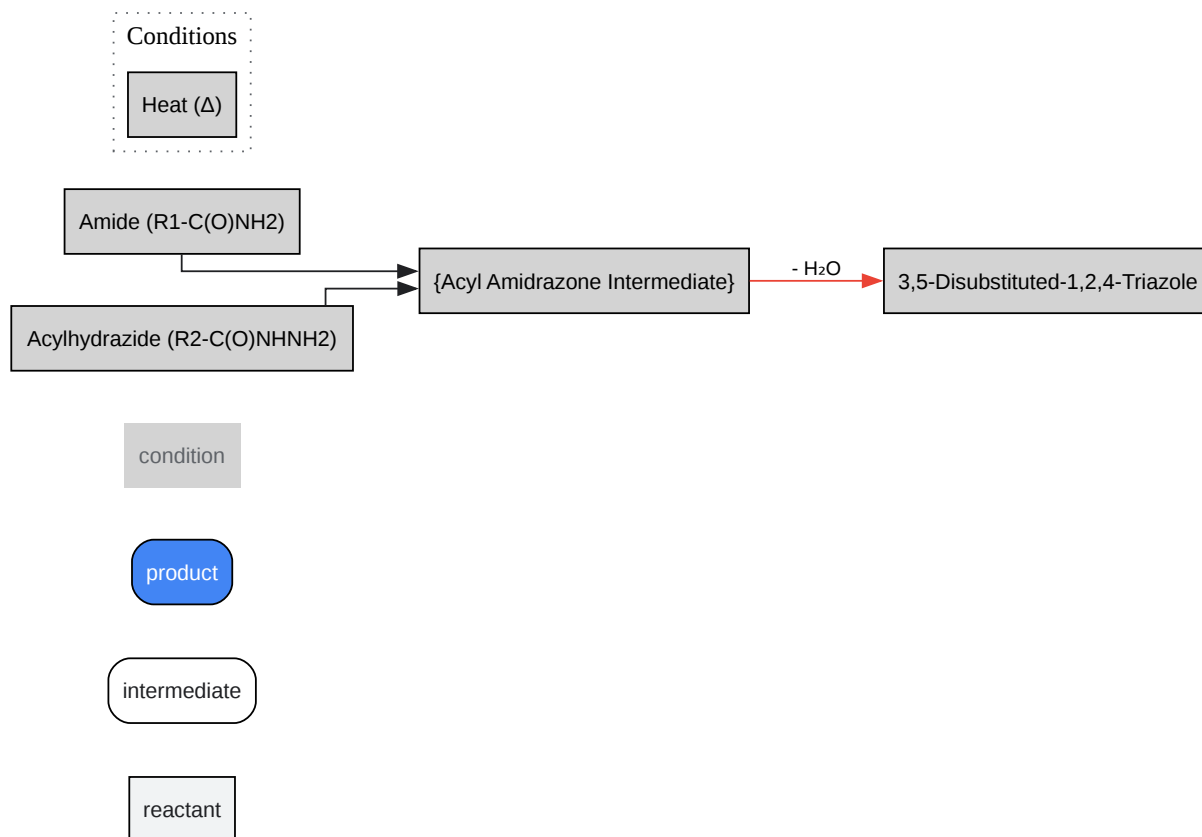 Conditions
Heat (Δ)
Amide (R1-C(O)NH2)
Acylhydrazide (R2-C(O)NHNH2)
{Acyl Amidrazone Intermediate}
- H₂O
3,5-Disubstituted-1,2,4-Triazole
condition
product
intermediate
reactant